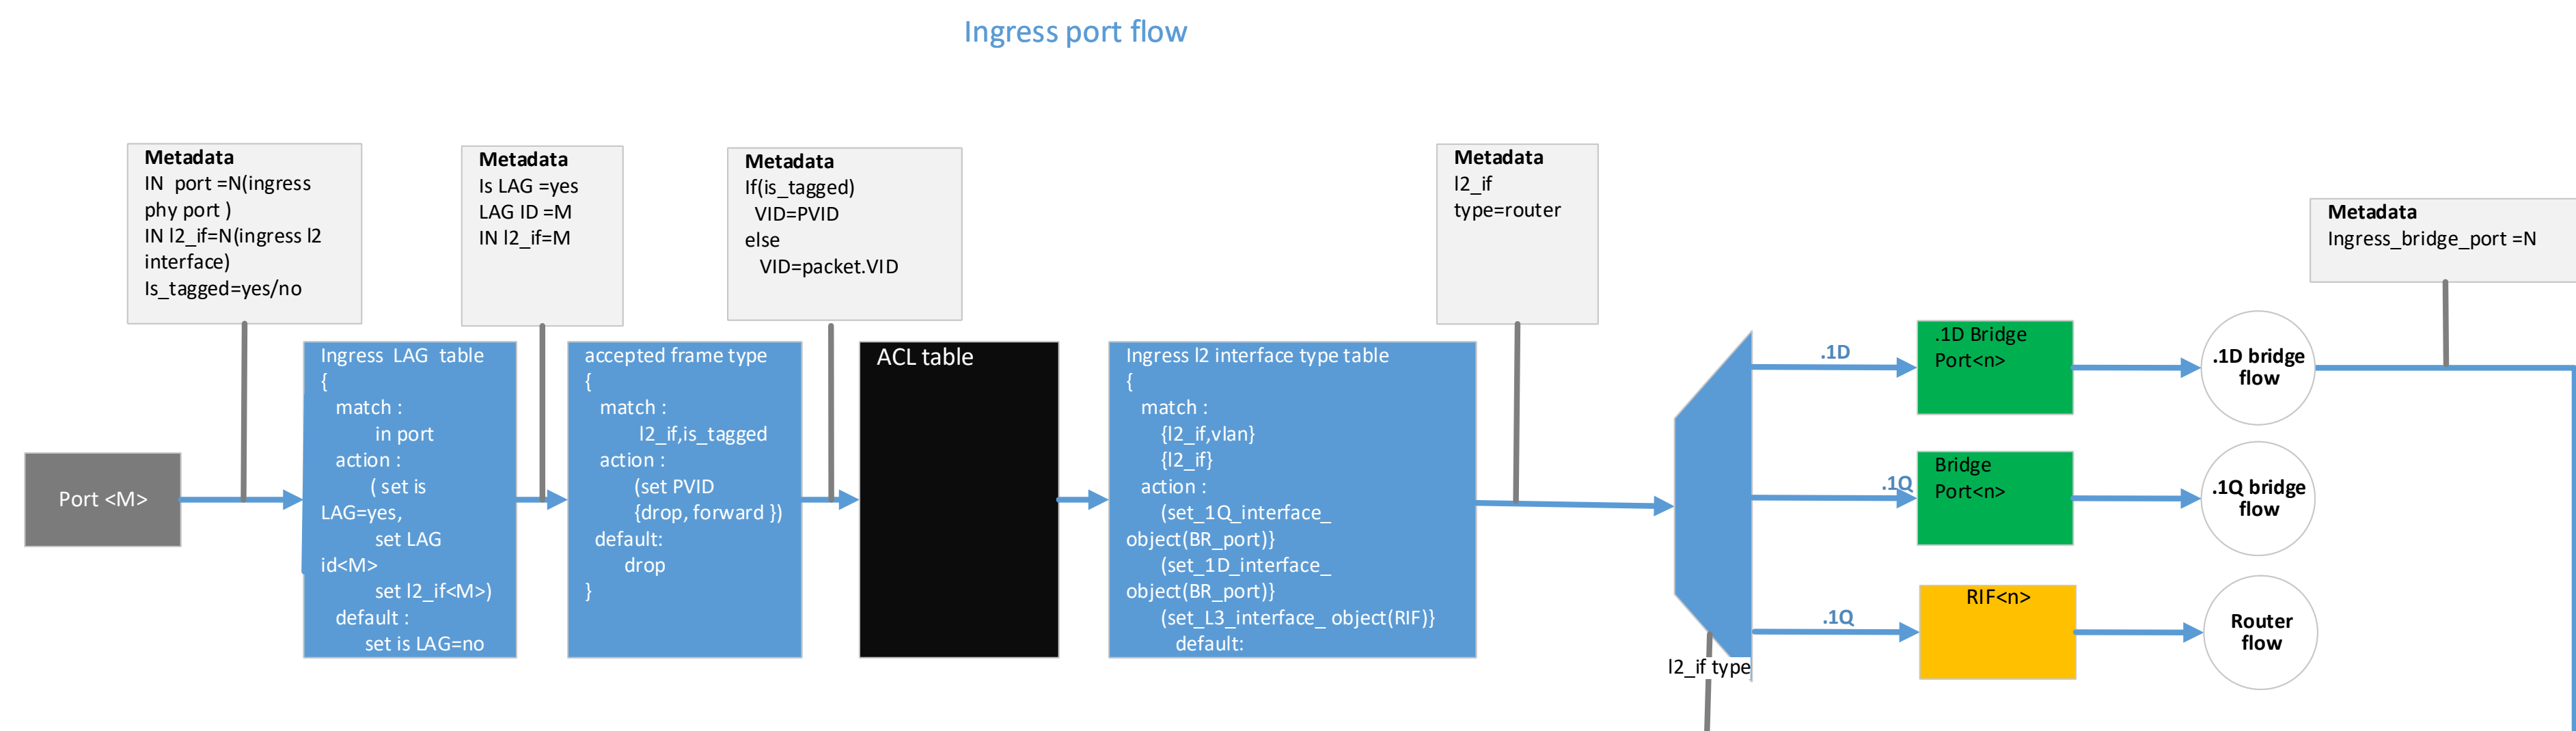 Ingress port flow
Metadata
IN  port =N(ingress
phy port )
IN l2_if=N(ingress l2
interface)
Is_tagged=yes/no
Metadata
Is LAG =yes
LAG ID =M
IN l2_if=M
Metadata
If(is_tagged)
VID=PVID
else
VID=packet.VID
Metadata
l2_if
type=router
Metadata
Ingress_bridge_port =N
Port <M>
Ingress  LAG  table
{
match :
in port
action :
( set is
LAG=yes,
set LAG
id<M>
set l2_if<M>)
default :
set is LAG=no
accepted frame type
{
match :
l2_if,is_tagged
action :
(set PVID
{drop, forward })
default:
drop
}
ACL table
Ingress l2 interface type table
{
match :
{l2_if,vlan}
{l2_if}
action :
(set_1Q_interface_
object(BR_port)}
(set_1D_interface_
object(BR_port)}
(set_L3_interface_ object(RIF)}
default:
l2_if type
.1D
.1D Bridge
Port<n>
.1D bridge
flow
.1Q
Bridge
Port<n>
.1Q bridge
flow
.1Q
RIF<n>
Router
flow